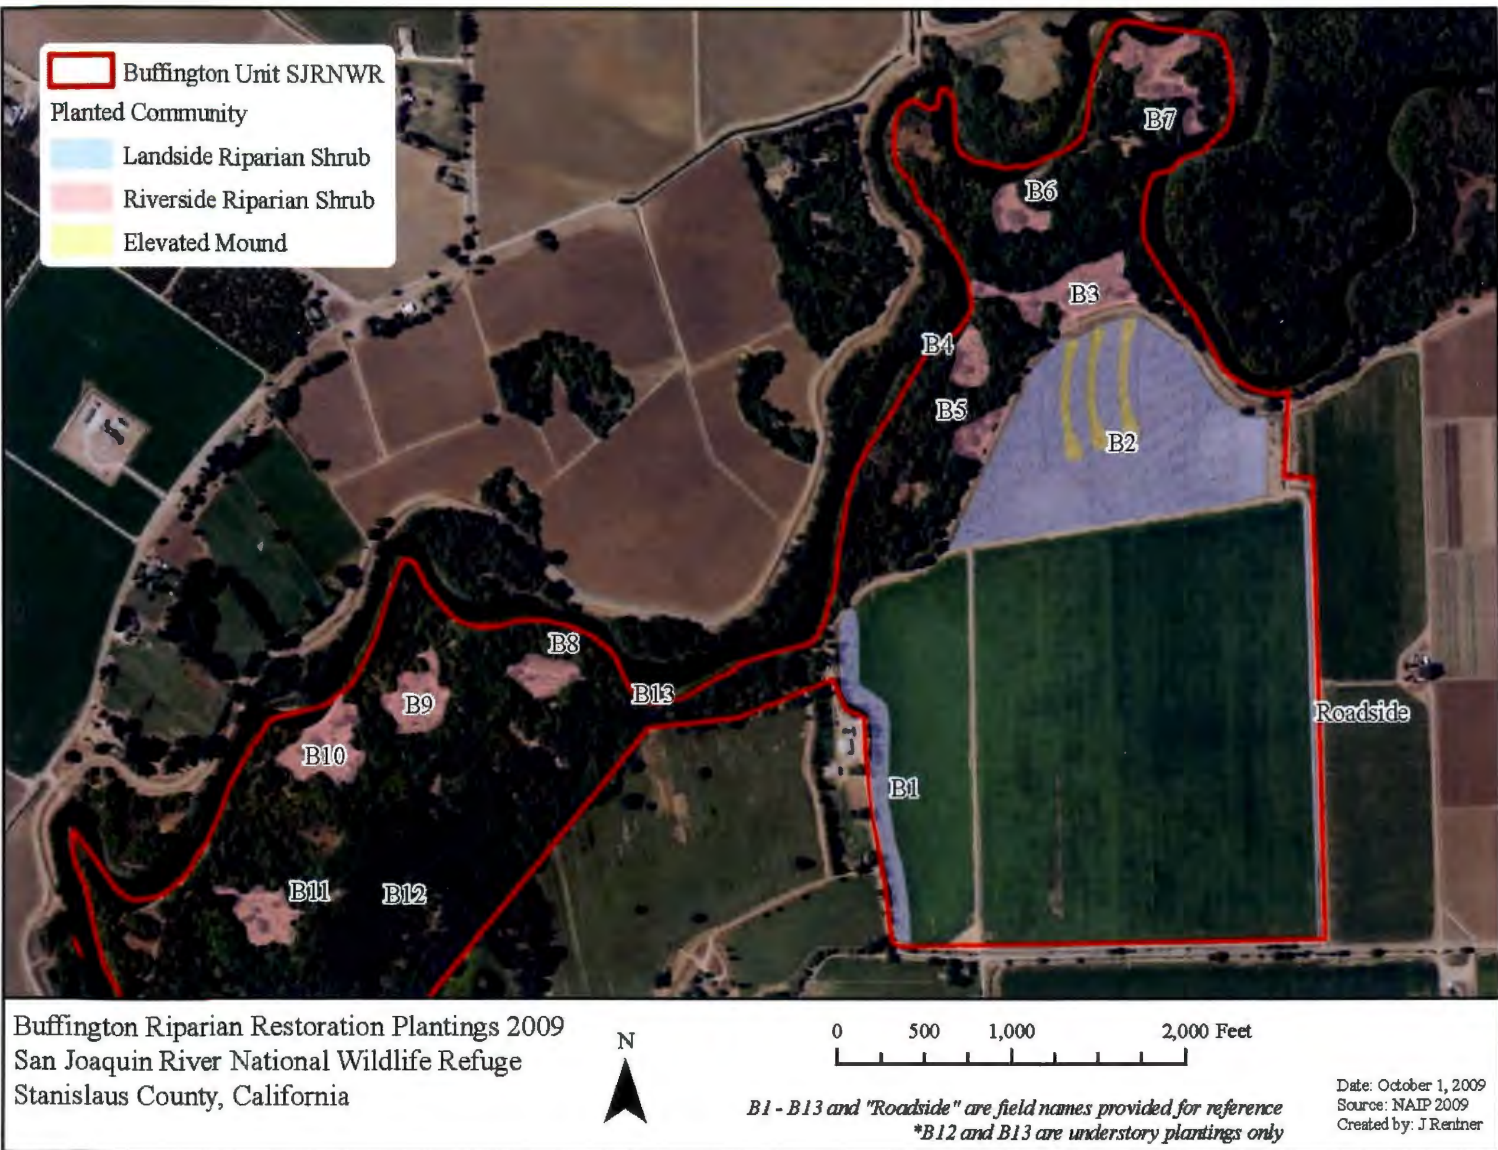 Buffington Unit SJRNWR
Planted Community
Landside Riparian Shrub
Riverside Riparian Shrub
Elevated Mound
B7
B6
B3
B4
B5
B2
B8
B13
B9
Roadside
B10
B1
B11
B12
Buffington Riparian Restoration Plantings 2009
San Joaquin River National Wildlife Refuge
Stanislaus County, California
N
0 500 1,000 2,000 Feet
B1 - B13 and "Roadside" are field names provided for reference
*B12 and B13 are understory plantings only
Date: October 1, 2009
Source: NAIP 2009
Created by: J Rentner